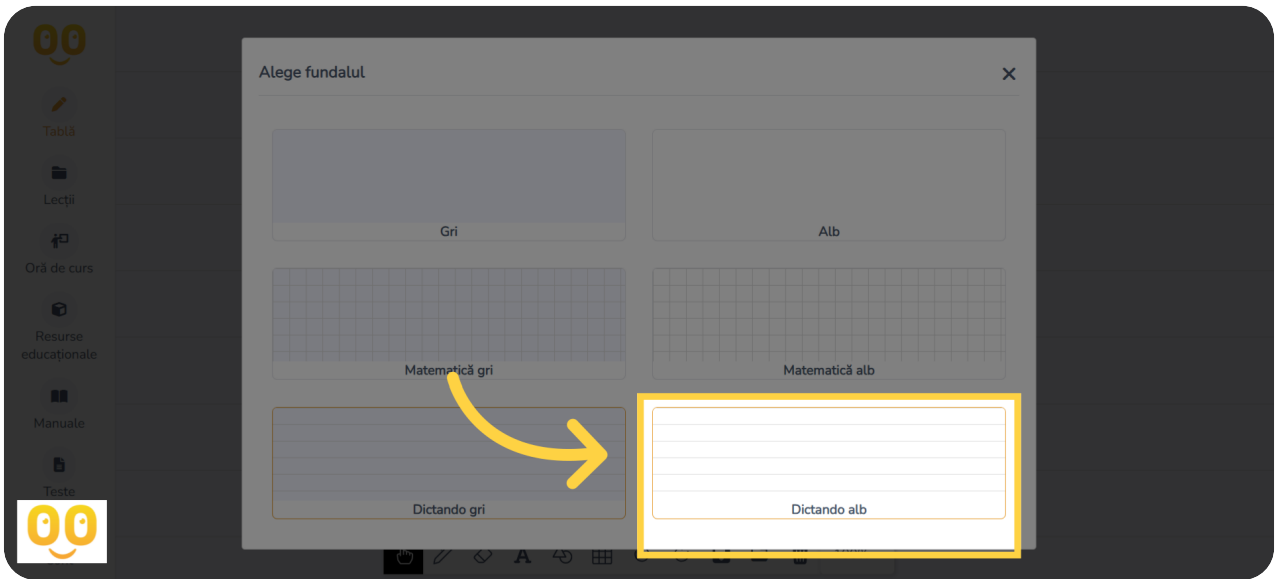 Alege fundalul
Tablă
Lecții
Oră de curs
Resurse
educaționale
Manuale
Teste
Gri
Alb
Matematică gri
Matematică alb
Dictando gri
Dictando alb
A